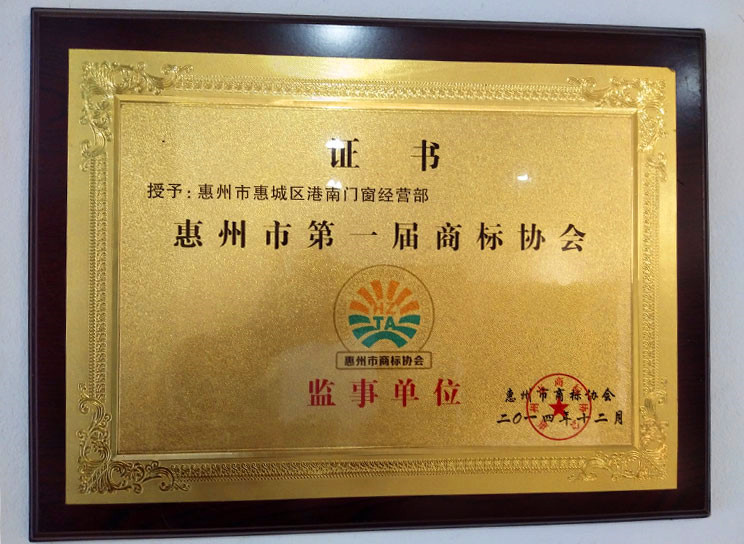 证 书
授予：惠州市惠城区港南门窗经营部
惠州市第一届商标协会
HZ
TA
惠州市商标协会
监事单位
惠州市商标协会
二〇一四年十二月